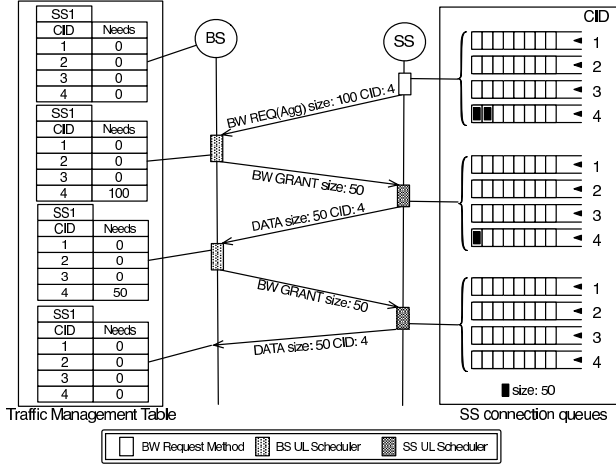 SS1
CID Needs
1 0
2 0
3 0
4 0
SS1
CID Needs
1 0
2 0
3 0
4 100
SS1
CID Needs
1 0
2 0
3 0
4 50
SS1
CID Needs
1 0
2 0
3 0
4 0
Traffic Management Table
BS
SS
BW REQ(Agg) size: 100 CID: 4
BW GRANT size: 50
DATA size: 50 CID: 4
BW GRANT size: 50
DATA size: 50 CID: 4
CID
1
2
3
4
1
2
3
4
1
2
3
4
size: 50
SS connection queues
BW Request Method BS UL Scheduler SS UL Scheduler